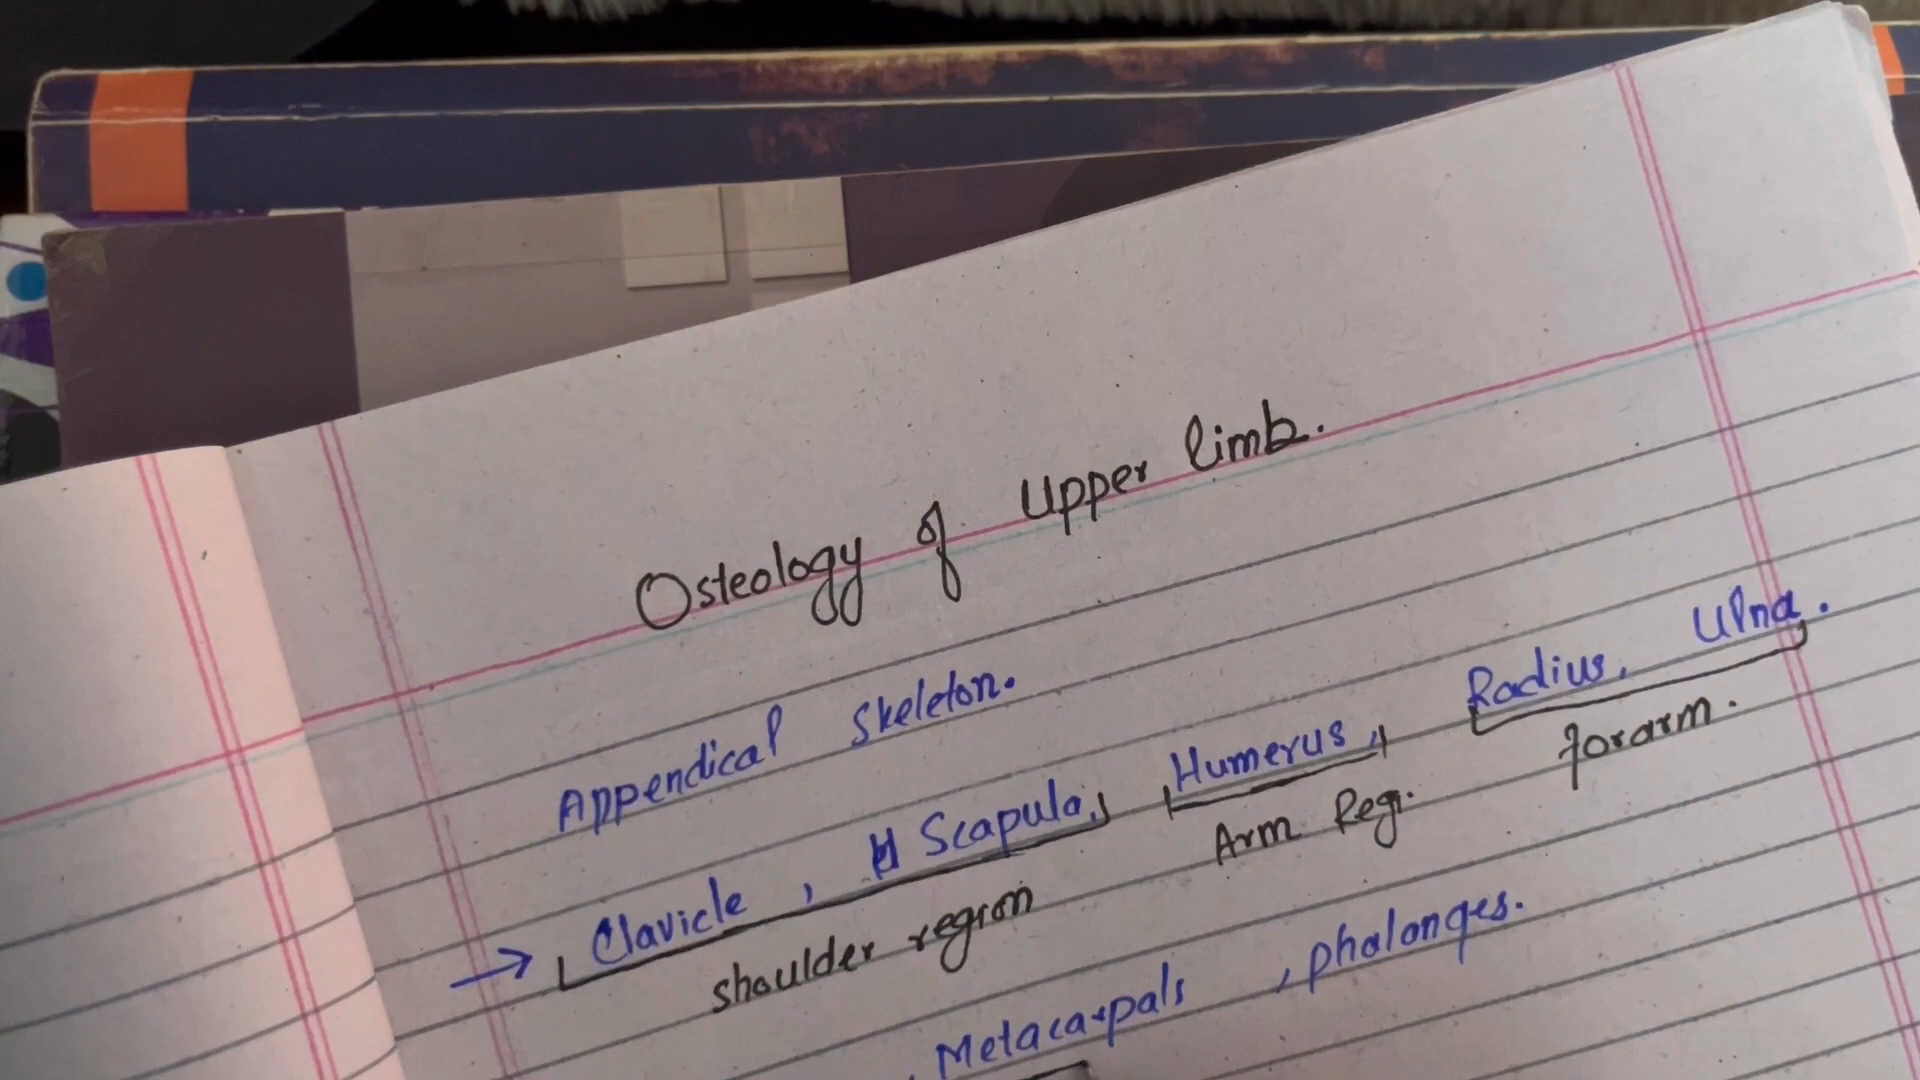 Osteology of Upper limb.
Appendical Skeleton.
→ Clavicle, Scapula, Humerus, Radius, Ulna.
shoulder region Arm Reg. forarm.
, Metacarpals, phalanges.